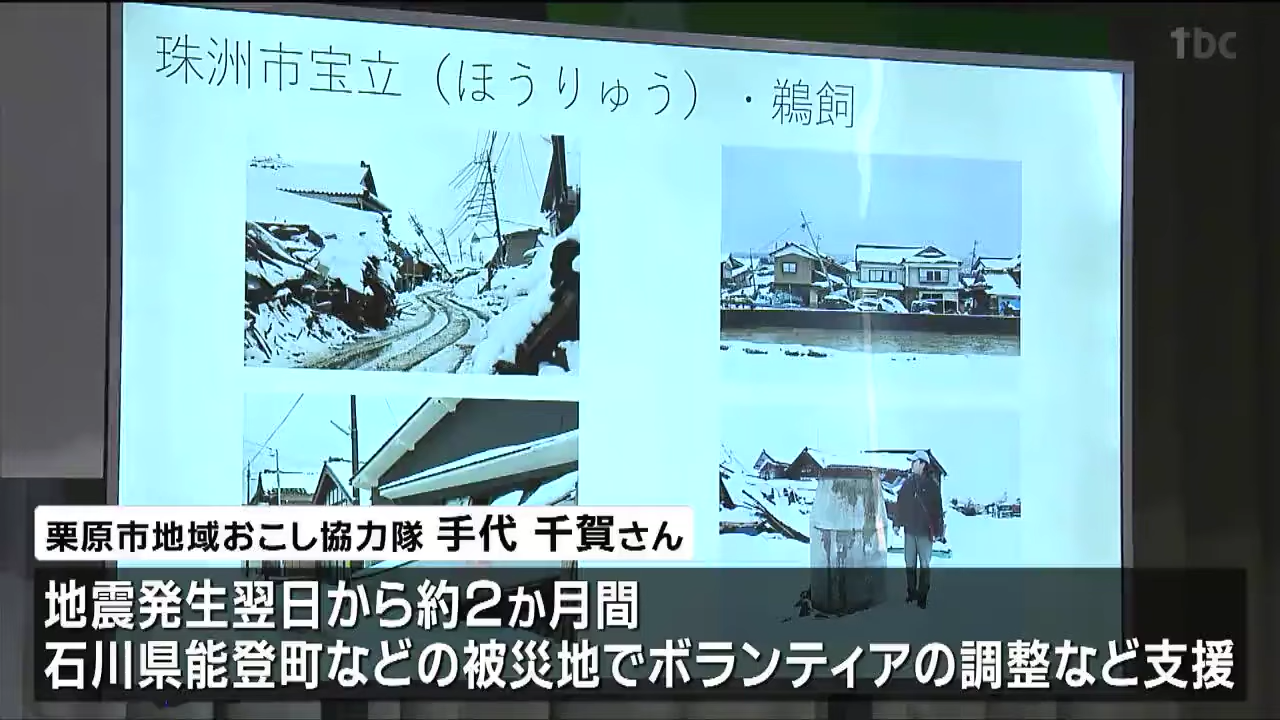 tbc
珠洲市宝立（ほうりゅう）・鵜飼
栗原市地域おこし協力隊 手代 千賀さん
地震発生翌日から約2か月間
石川県能登町などの被災地でボランティアの調整など支援